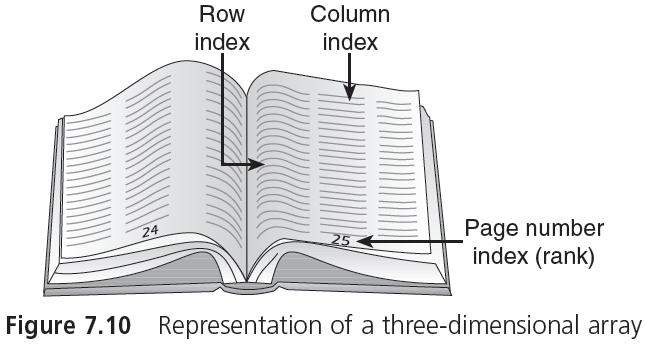 Row
index
Column
index
24
25
Page number
index (rank)
Figure 7.10 Representation of a three-dimensional array